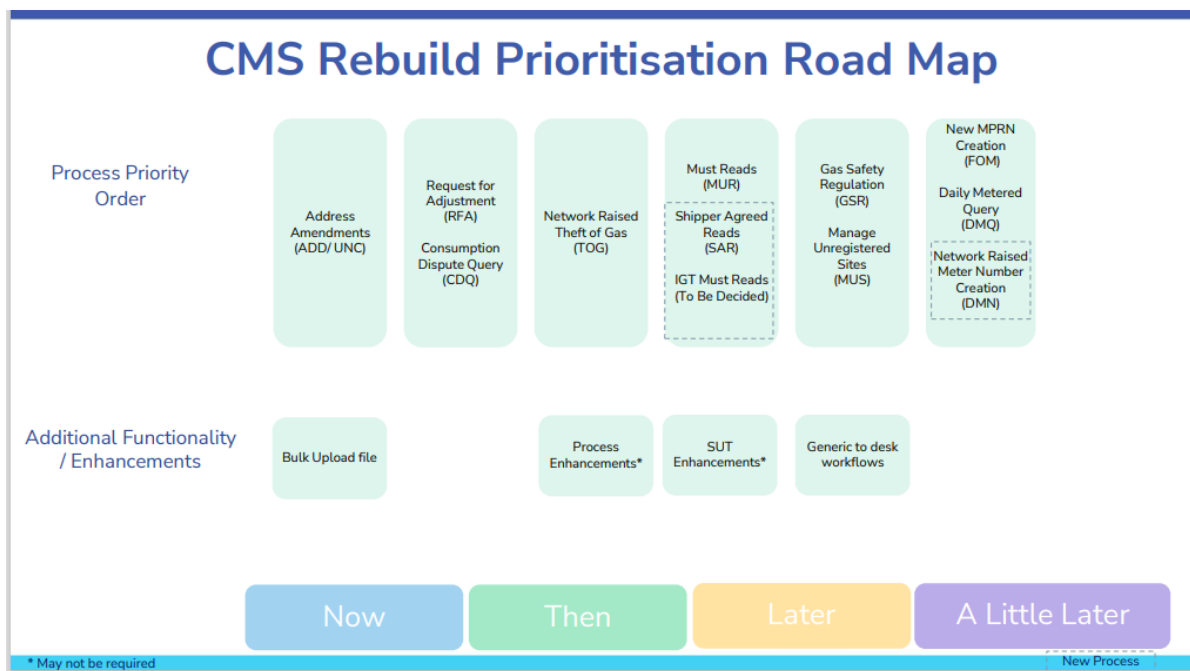 CMS Rebuild Prioritisation Road Map
Process Priority
Order
Address
Amendments
(ADD/ UNC)
Request for
Adjustment
(RFA)
Consumption
Dispute Query
(CDQ)
Network Raised
Theft of Gas
(TOG)
Must Reads
(MUR)
Shipper Agreed
Reads
(SAR)
IGT Must Reads
(To Be Decided)
Gas Safety
Regulation
(GSR)
Manage
Unregistered
Sites
(MUS)
New MPRN
Creation
(FOM)
Daily Metered
Query
(DMQ)
Network Raised
Meter Number
Creation
(DMN)
Additional Functionality
/ Enhancements
Bulk Upload file
Process
Enhancements*
SUT
Enhancements*
Generic to desk
workflows
Now
Then
Later
A Little Later
* May not be required
New Process